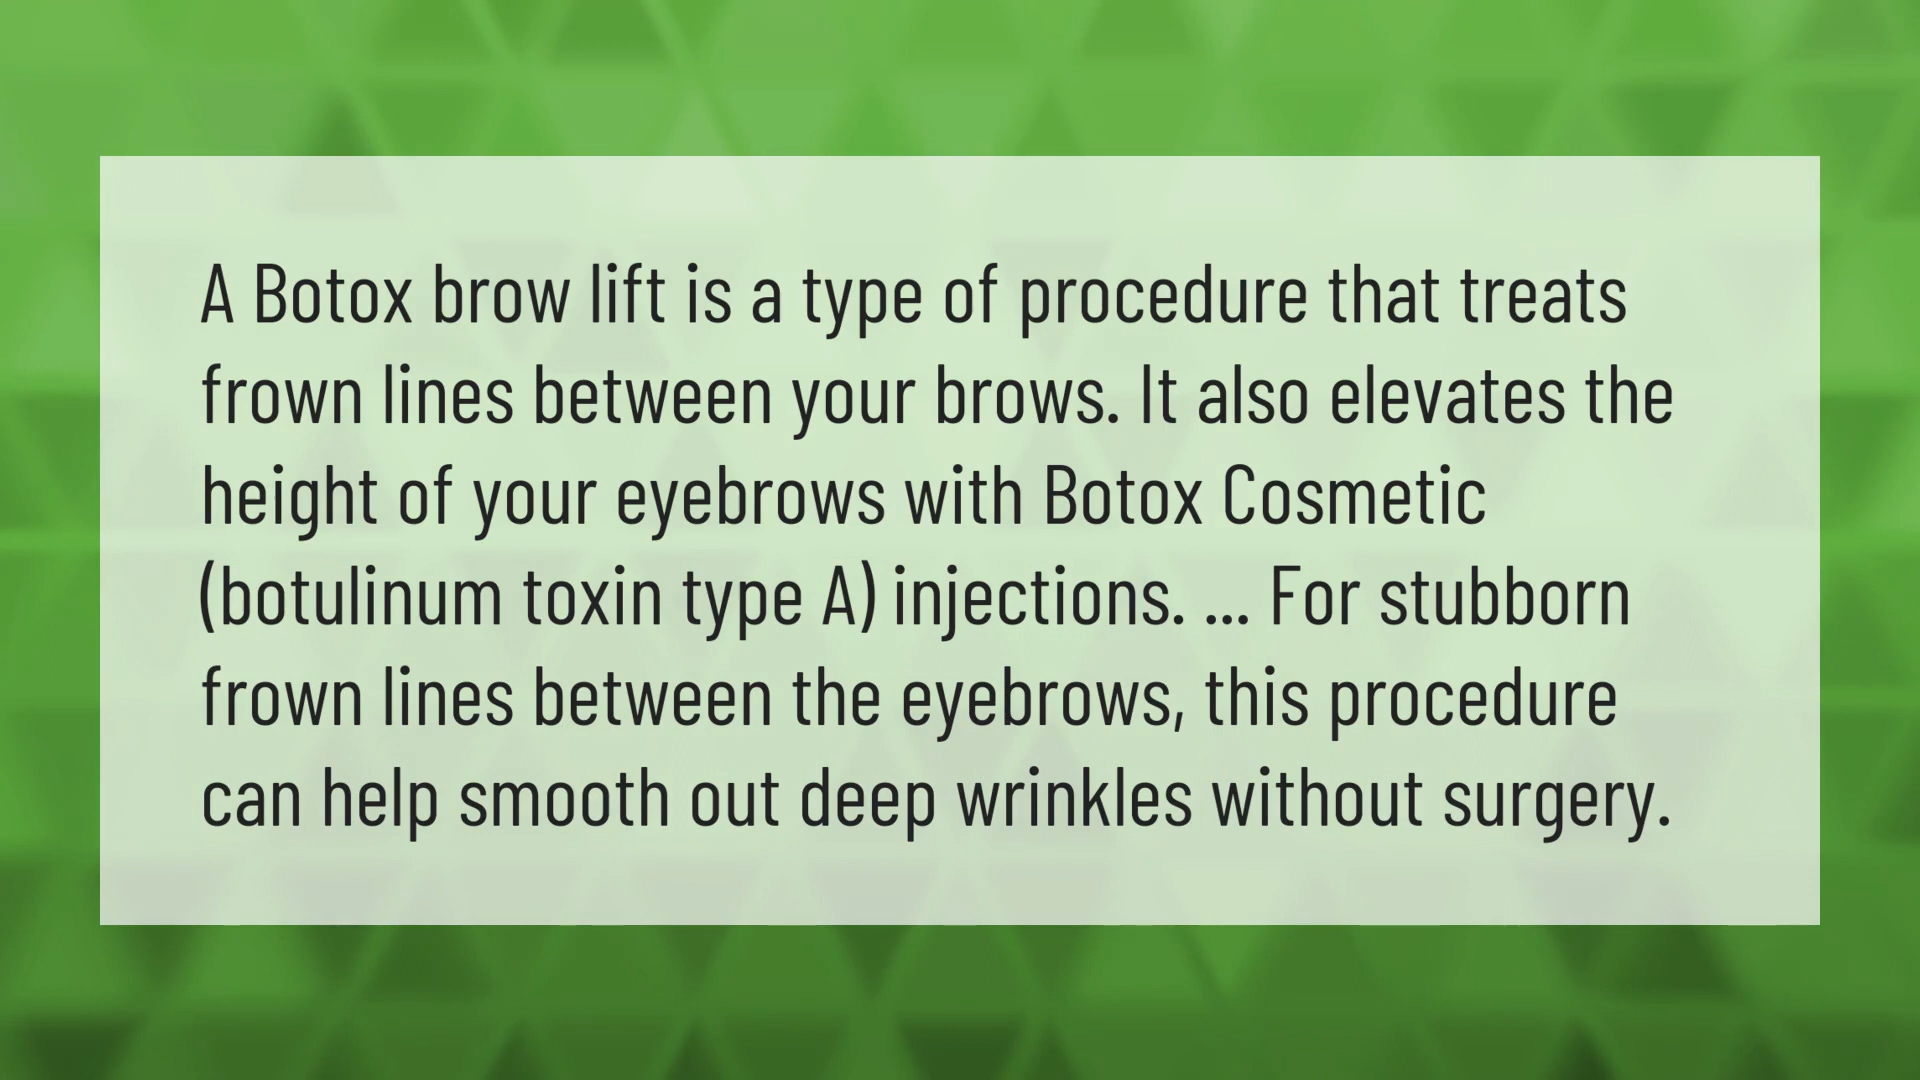 A Botox brow lift is a type of procedure that treats
frown lines between your brows. It also elevates the
height of your eyebrows with Botox Cosmetic
(botulinum toxin type A) injections. ... For stubborn
frown lines between the eyebrows, this procedure
can help smooth out deep wrinkles without surgery.